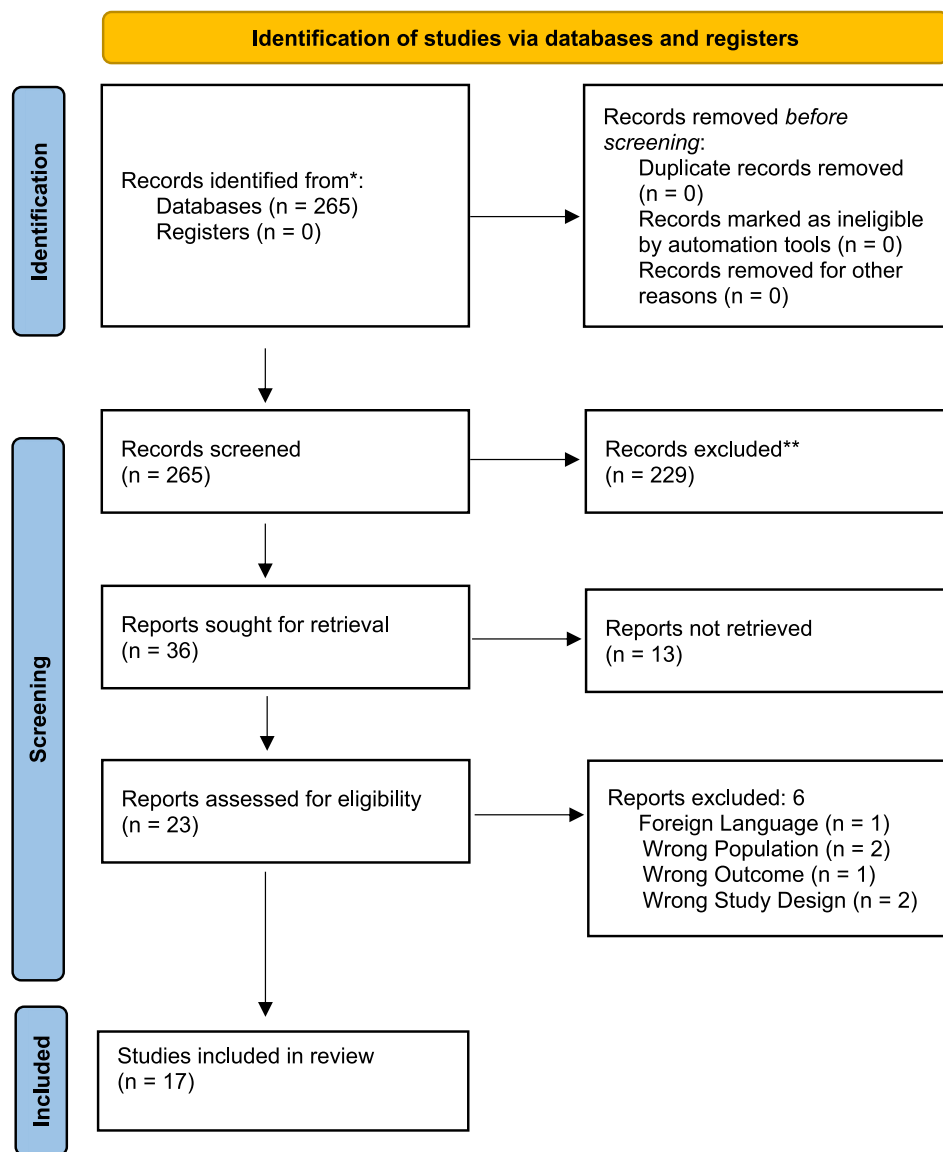 Identification of studies via databases and registers
Identification
Records identified from*:
Databases (n = 265)
Registers (n = 0)
Records removed before
screening:
Duplicate records removed
(n = 0)
Records marked as ineligible
by automation tools (n = 0)
Records removed for other
reasons (n = 0)
Screening
Records screened
(n = 265)
Records excluded**
(n = 229)
Reports sought for retrieval
(n = 36)
Reports not retrieved
(n = 13)
Reports assessed for eligibility
(n = 23)
Reports excluded: 6
Foreign Language (n = 1)
Wrong Population (n = 2)
Wrong Outcome (n = 1)
Wrong Study Design (n = 2)
Included
Studies included in review
(n = 17)